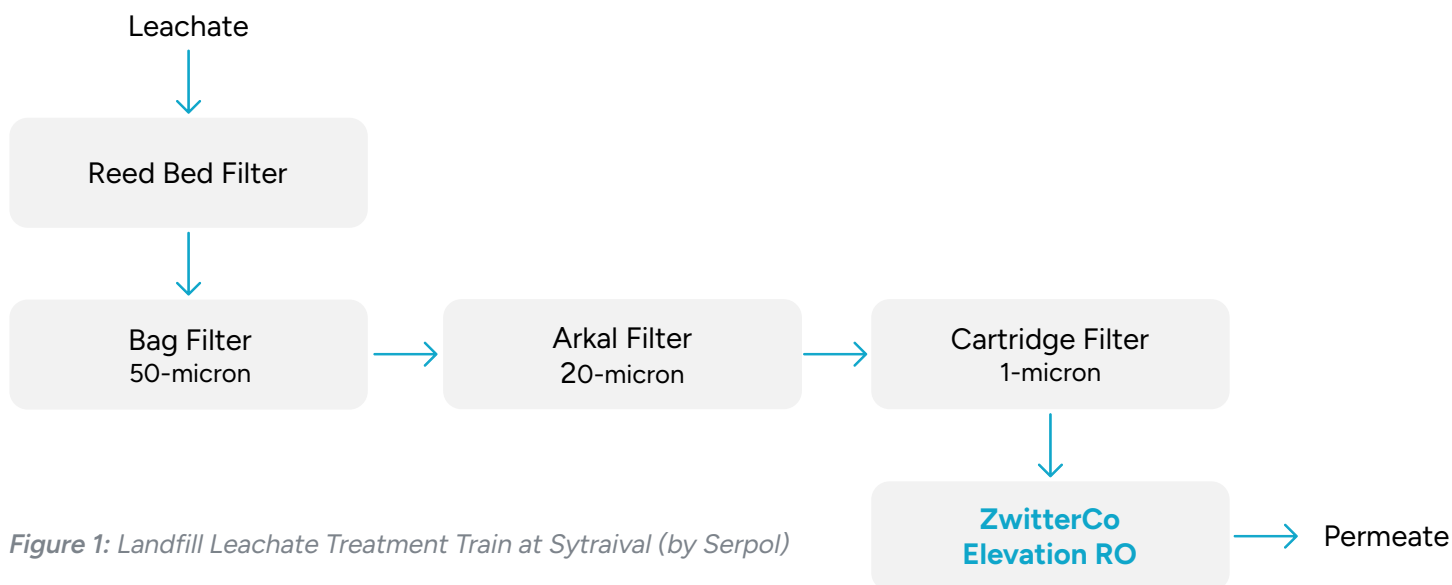 Leachate
Reed Bed Filter
Bag Filter
50-micron
Arkal Filter
20-micron
Cartridge Filter
1-micron
ZwitterCo
Elevation RO
Permeate
Figure 1: Landfill Leachate Treatment Train at Sytraival (by Serpol)